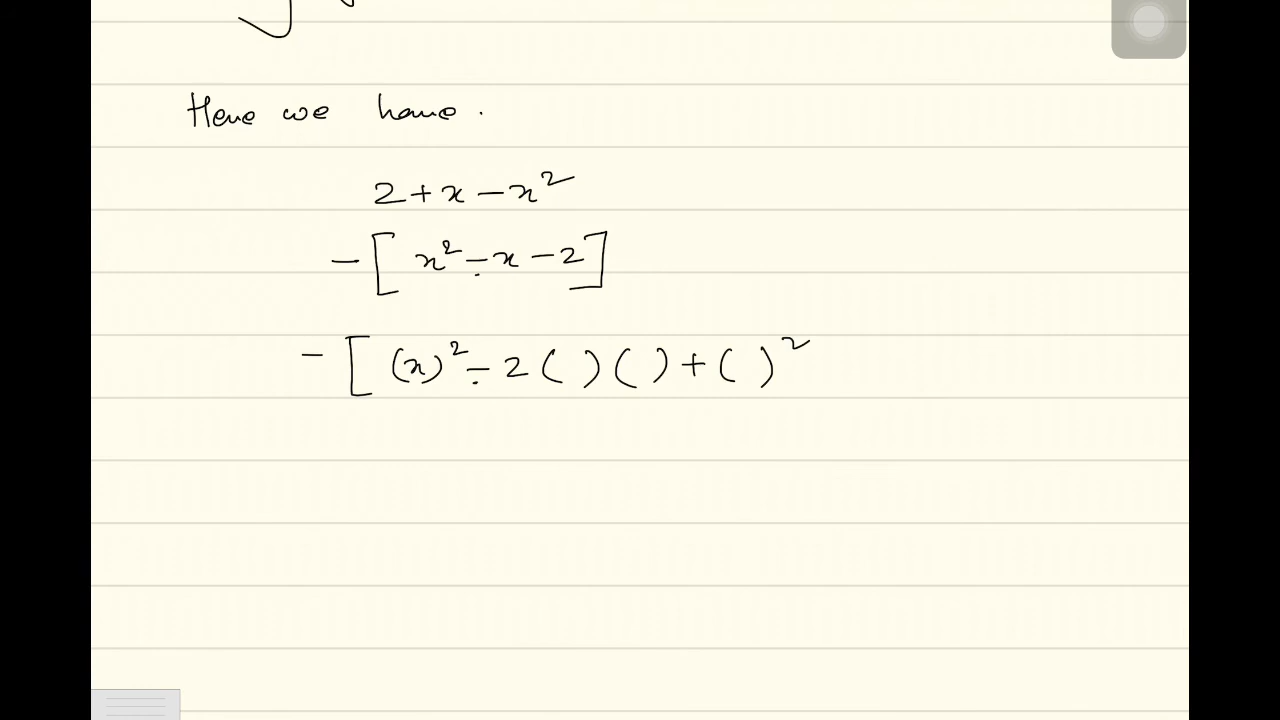 Here we have.
2 + x - x²
- [ x² - x - 2 ]
- [ (x)² - 2 ( ) ( ) + ( )²